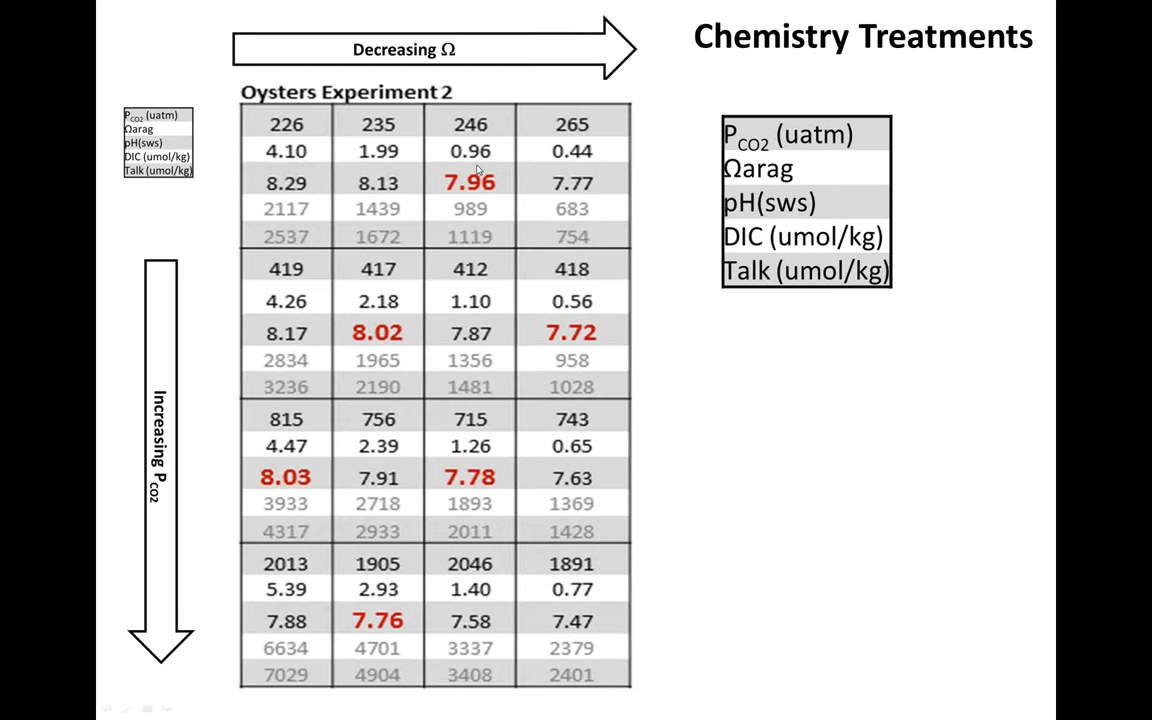 Chemistry Treatments
Decreasing Ω
Oysters Experiment 2
P_CO2 (uatm)
Ωarag
pH(sws)
DIC (umol/kg)
Talk (umol/kg)
226 235 246 265
4.10 1.99 0.96 0.44
8.29 8.13 7.96 7.77
2117 1439 989 683
2537 1672 1119 754
419 417 412 418
4.26 2.18 1.10 0.56
8.17 8.02 7.87 7.72
2834 1965 1356 958
3236 2190 1481 1028
815 756 715 743
4.47 2.39 1.26 0.65
8.03 7.91 7.78 7.63
3933 2718 1893 1369
4317 2933 2011 1428
2013 1905 2046 1891
5.39 2.93 1.40 0.77
7.88 7.76 7.58 7.47
6634 4701 3337 2379
7029 4904 3408 2401
Increasing P_CO2
P_CO2 (uatm)
Ωarag
pH(sws)
DIC (umol/kg)
Talk (umol/kg)